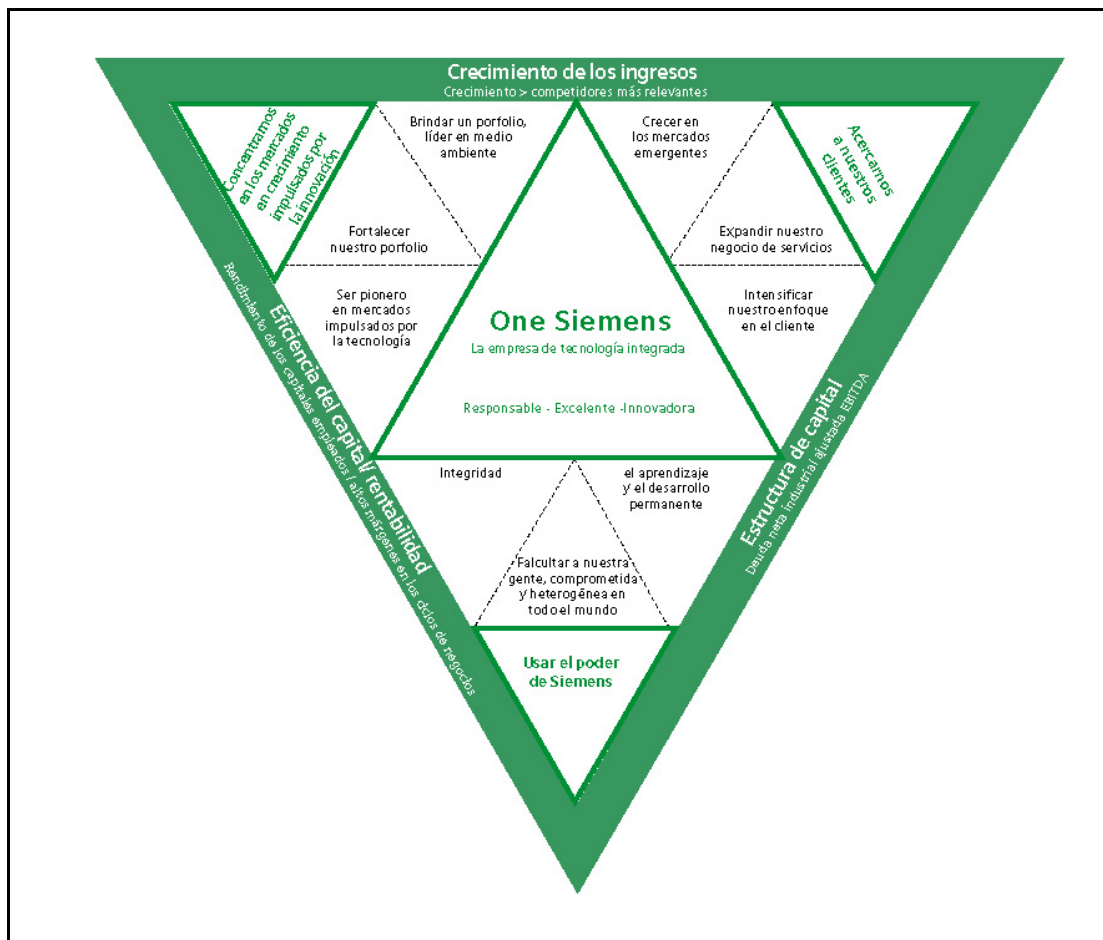 Crecimiento de los ingresos
Crecimiento > competidores más relevantes
Concentrarnos
en los mercados
en crecimiento
impulsados por
la innovación
Brindar un porfolio,
líder en medio
ambiente
Fortalecer
nuestro porfolio
Ser pionero
en mercados
impulsados por
la tecnología
Crecer en
los mercados
emergentes
Expandir nuestro
negocio de servicios
Intensificar
nuestro enfoque
en el cliente
Acercarnos
a nuestros
clientes
One Siemens
La empresa de tecnología integrada
Responsable - Excelente -Innovadora
Integridad
el aprendizaje
y el desarrollo
permanente
Falcultar a nuestra
gente, comprometida
y heterogénea en
todo el mundo
Usar el poder
de Siemens
Eficiencia del capital/ rentabilidad
Rendimiento de los capitales empleados / altos márgenes en los ciclos de negocios
Estructura de capital
Deuda neta industrial/ ajustada EBITDA